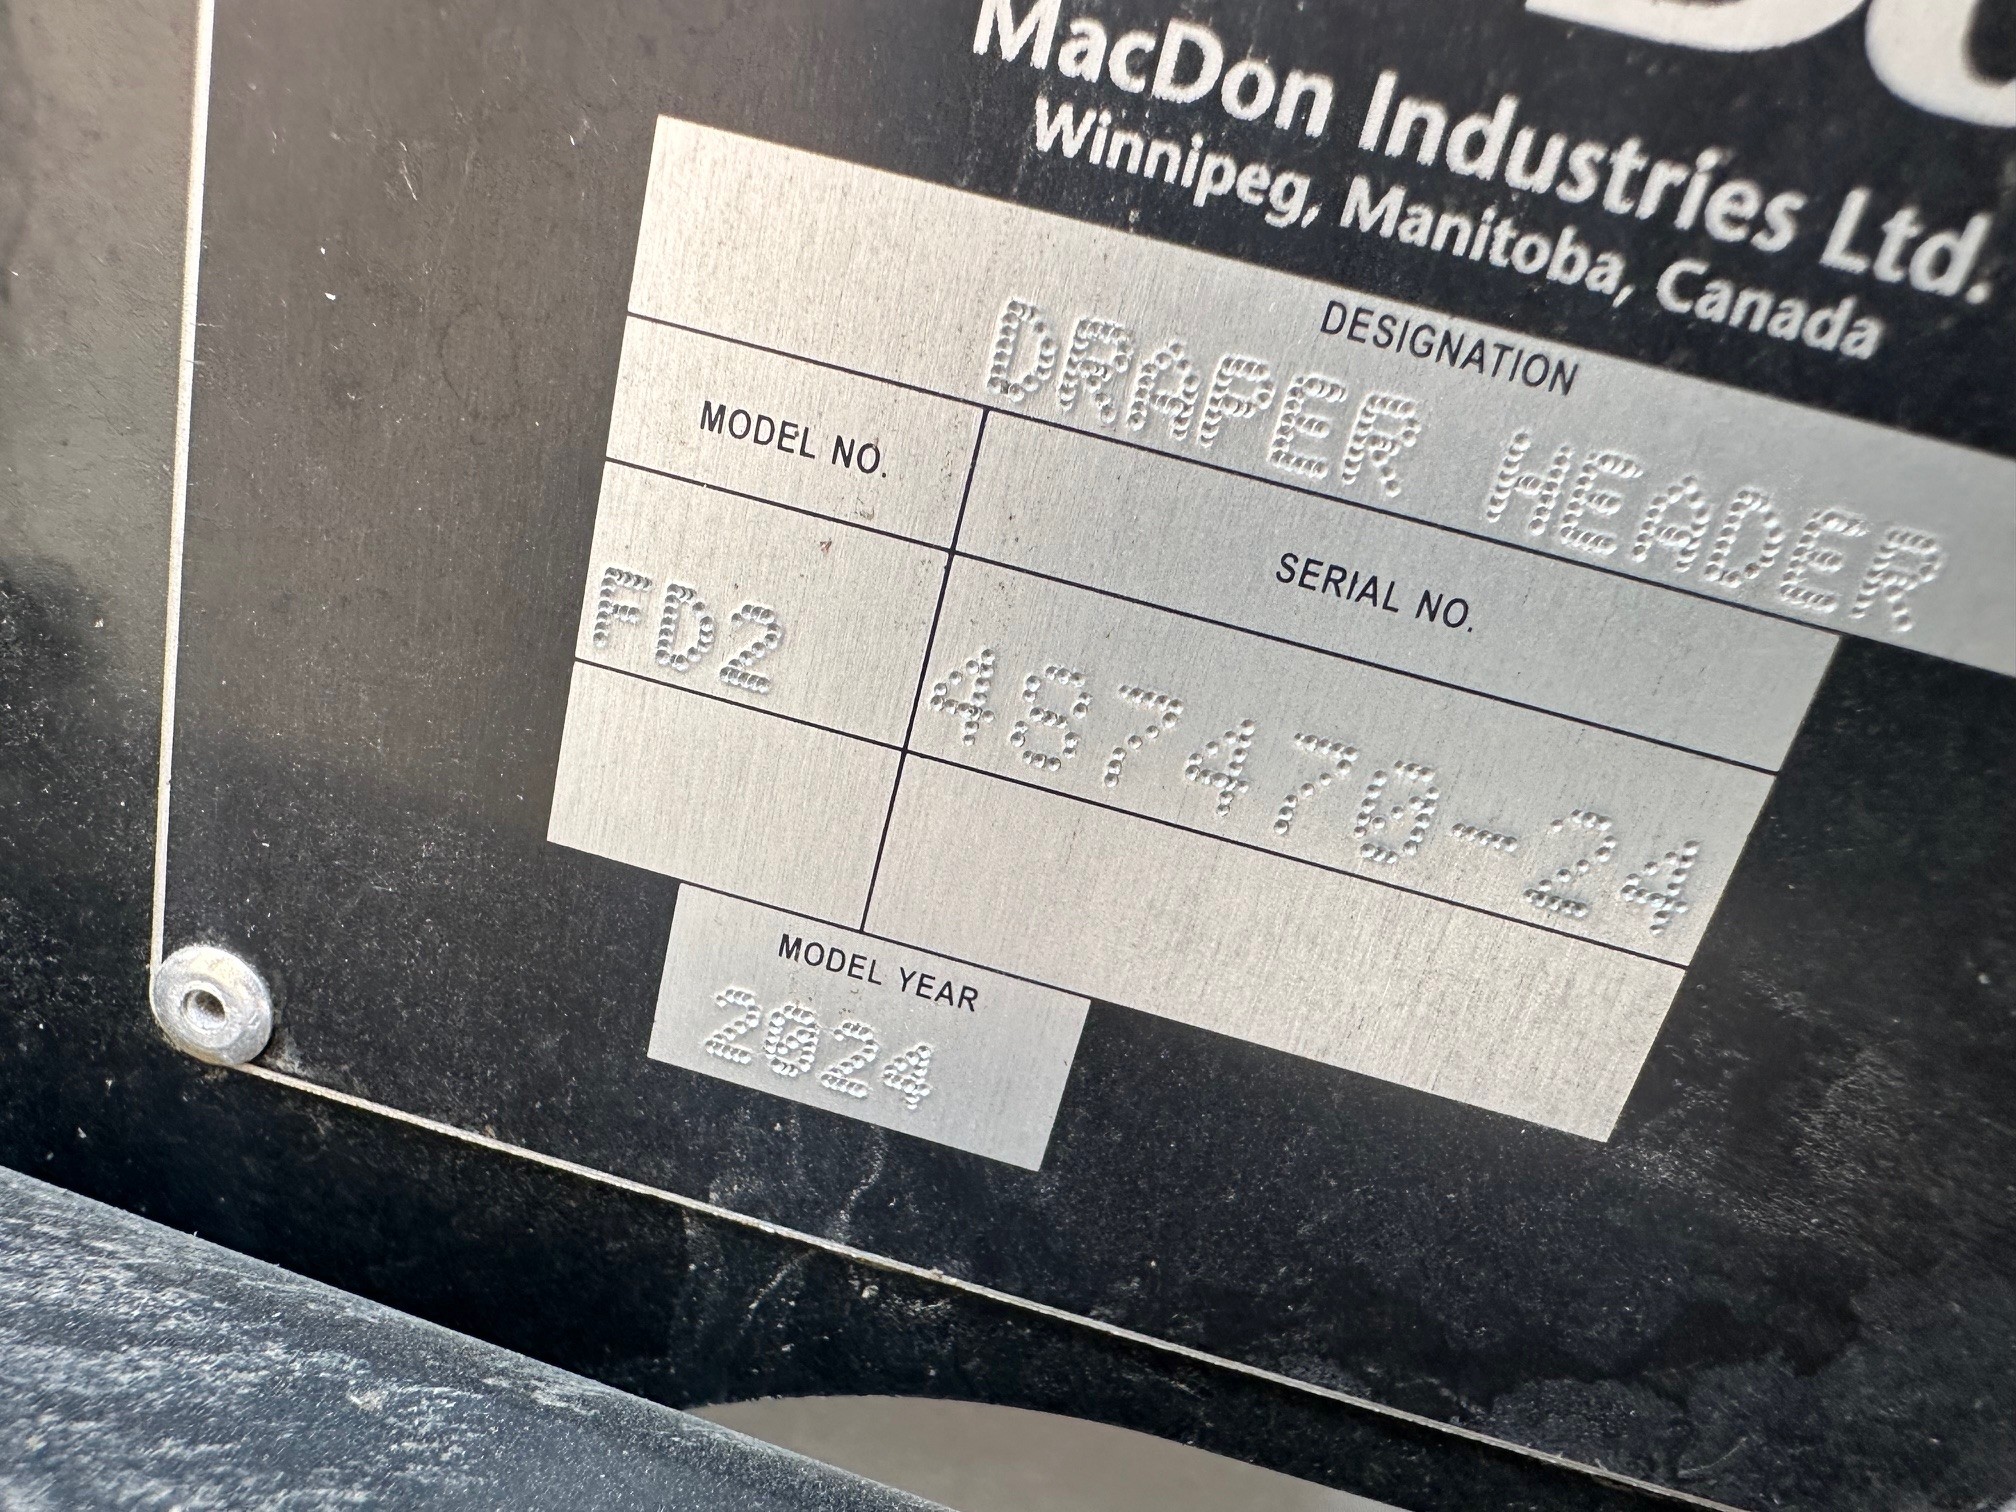 MacDon Industries Ltd.
Winnipeg, Manitoba, Canada
DESIGNATION
DRAPER HEADER
MODEL NO.
SERIAL NO.
FD2
487470-24
MODEL YEAR
2024